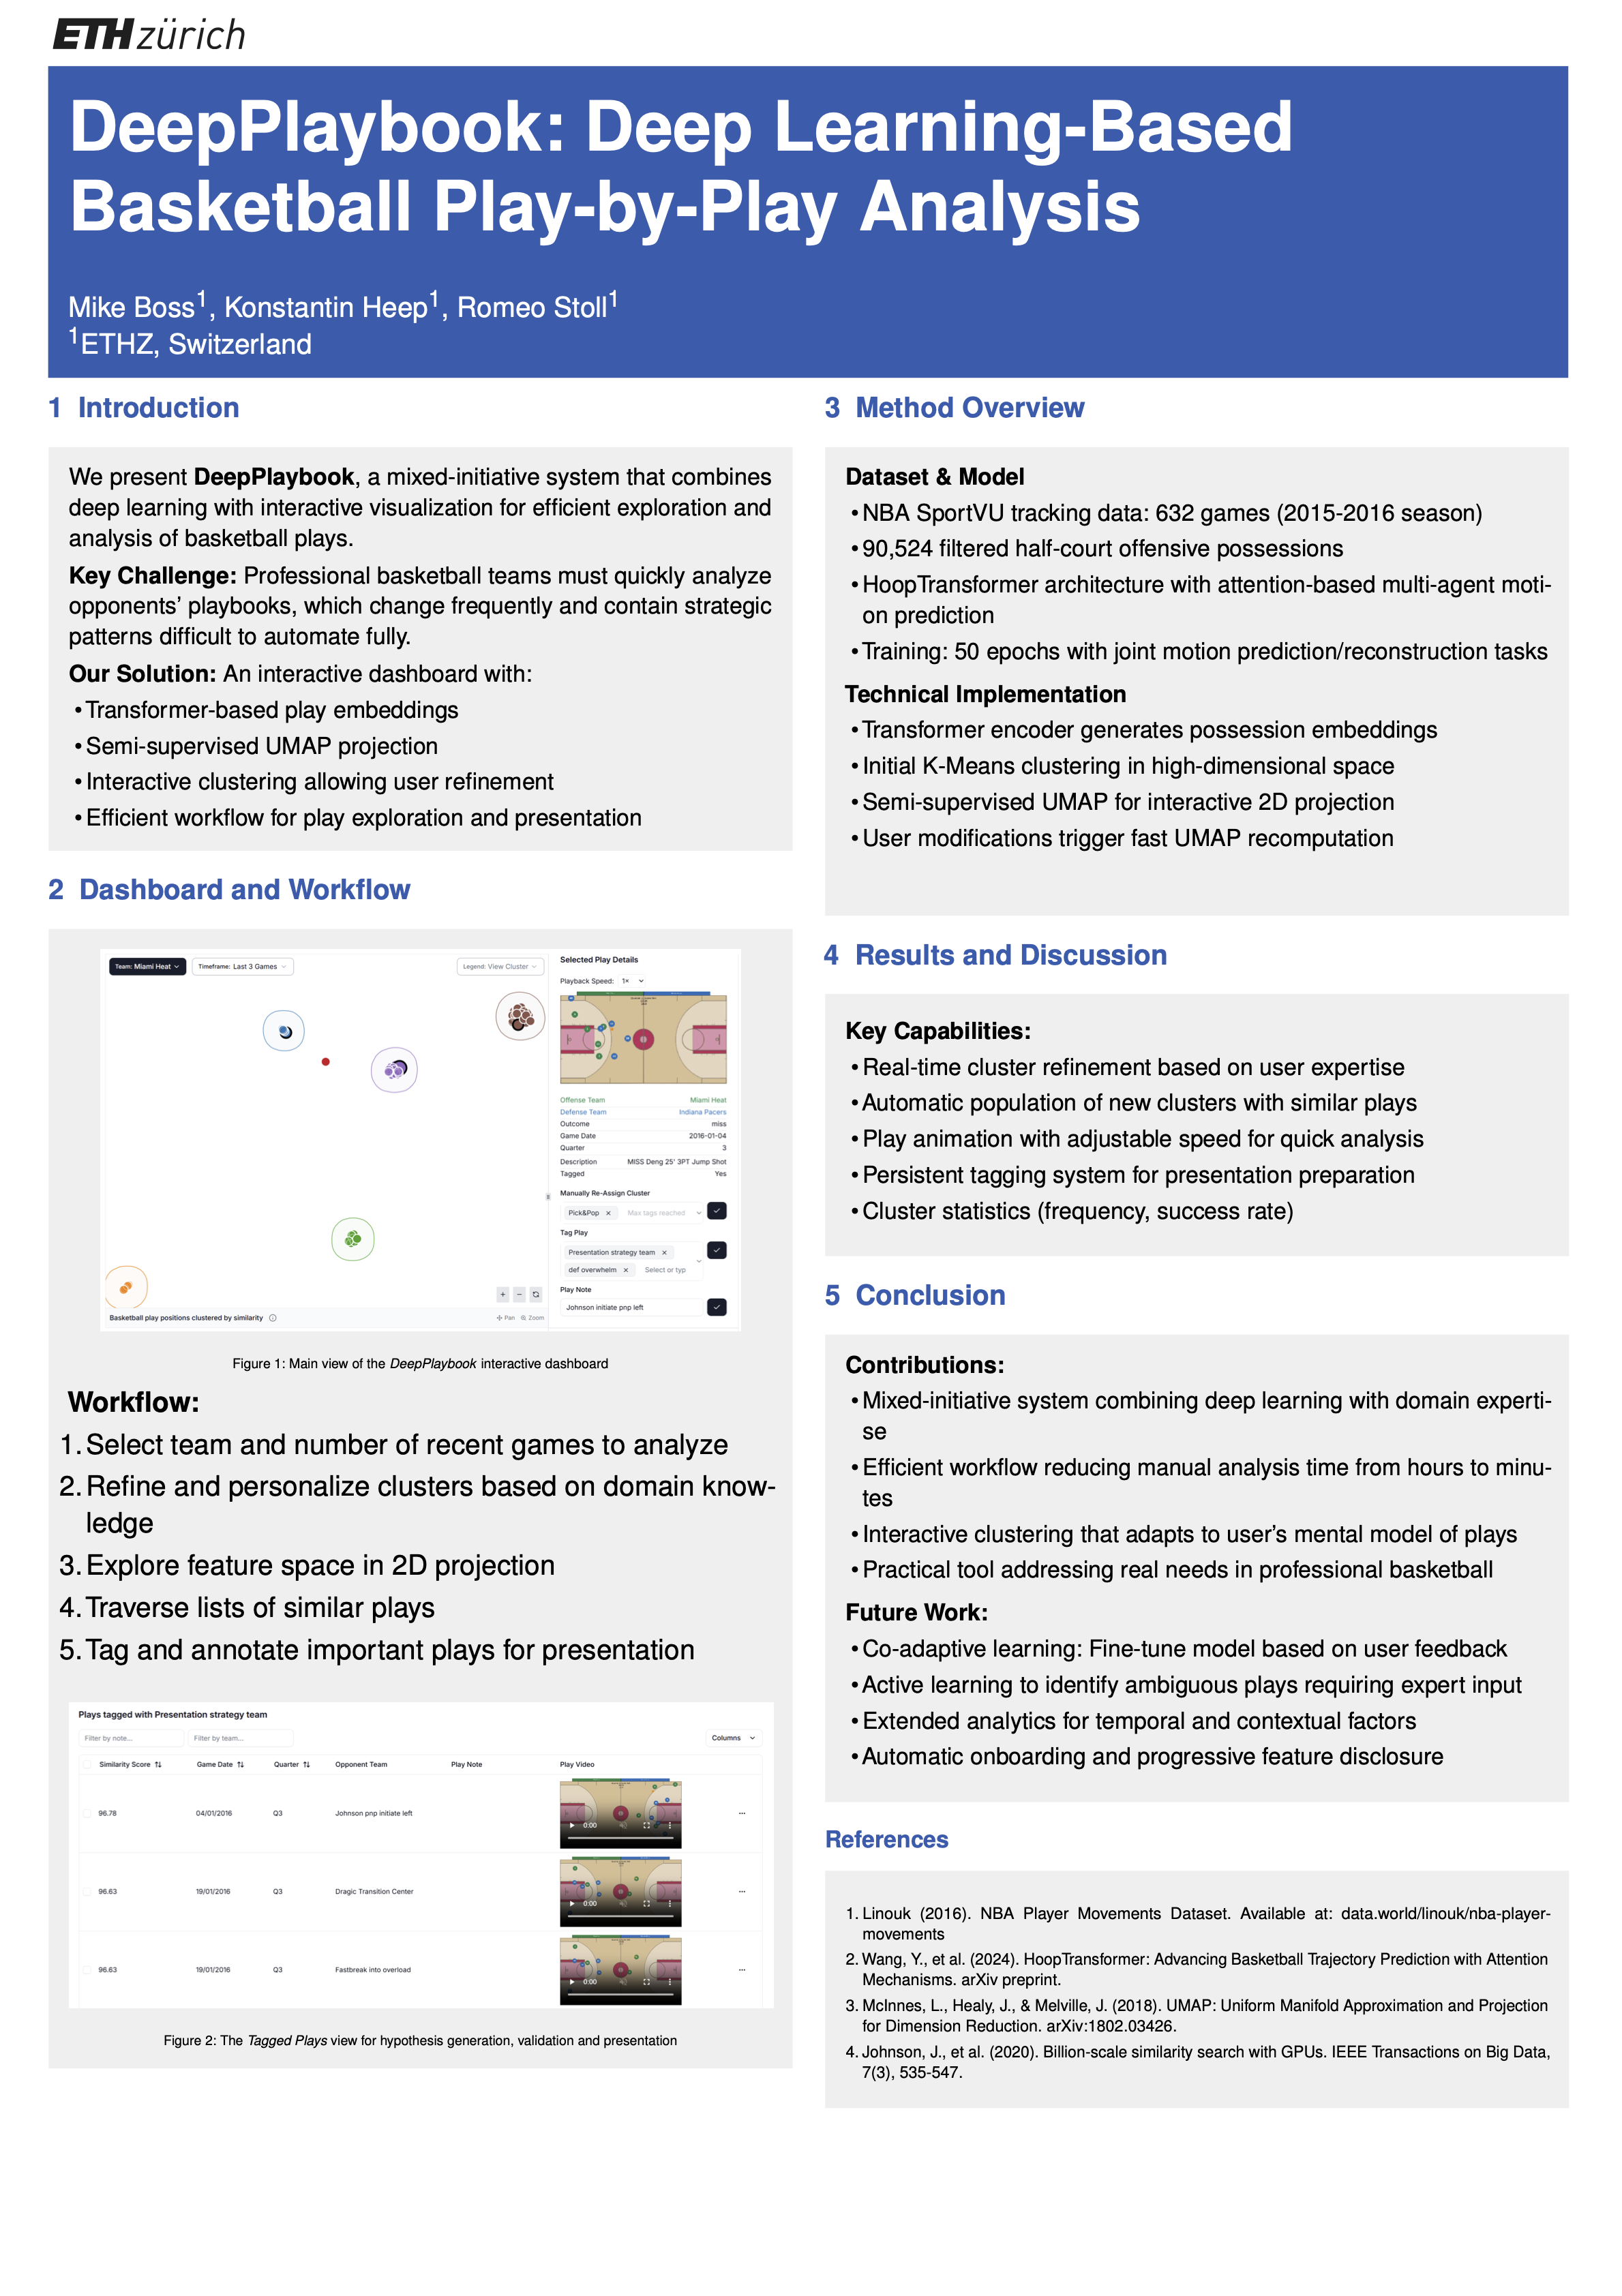 ETH zürich
DeepPlaybook: Deep Learning-Based
Basketball Play-by-Play Analysis
Mike Boss1, Konstantin Heep1, Romeo Stoll1
1ETHZ, Switzerland
1 Introduction
We present DeepPlaybook, a mixed-initiative system that combines
deep learning with interactive visualization for efficient exploration and
analysis of basketball plays.
Key Challenge: Professional basketball teams must quickly analyze
opponents' playbooks, which change frequently and contain strategic
patterns difficult to automate fully.
Our Solution: An interactive dashboard with:
• Transformer-based play embeddings
• Semi-supervised UMAP projection
• Interactive clustering allowing user refinement
• Efficient workflow for play exploration and presentation
2 Dashboard and Workflow
Team: Miami Heat
Timeframe: Last 3 Games
Legend: View Cluster
Basketball play positions clustered by similarity
Pan Zoom
Selected Play Details
Playback Speed: 1×
Offense Team Miami Heat
Defense Team Indiana Pacers
Outcome miss
Game Date 2016-01-04
Quarter 3
Description MISS Deng 25' 3PT Jump Shot
Tagged Yes
Manually Re-Assign Cluster
Pick&Pop × Max tags reached
Tag Play
Presentation strategy team ×
def overwhelm × Select or typ
Play Note
Johnson initiate pnp left
Figure 1: Main view of the DeepPlaybook interactive dashboard
Workflow:
1. Select team and number of recent games to analyze
2. Refine and personalize clusters based on domain know-
ledge
3. Explore feature space in 2D projection
4. Traverse lists of similar plays
5. Tag and annotate important plays for presentation
Plays tagged with Presentation strategy team
Filter by note... Filter by team... Columns
Similarity Score Game Date Quarter Opponent Team Play Note Play Video
96.78 04/01/2016 Q3 Johnson pnp initiate left 0:00 ...
96.63 19/01/2016 Q3 Dragic Transition Center 0:00 ...
96.63 19/01/2016 Q3 Fastbreak into overload 0:00 ...
Figure 2: The Tagged Plays view for hypothesis generation, validation and presentation
3 Method Overview
Dataset & Model
• NBA SportVU tracking data: 632 games (2015-2016 season)
• 90,524 filtered half-court offensive possessions
• HoopTransformer architecture with attention-based multi-agent moti-
on prediction
• Training: 50 epochs with joint motion prediction/reconstruction tasks
Technical Implementation
• Transformer encoder generates possession embeddings
• Initial K-Means clustering in high-dimensional space
• Semi-supervised UMAP for interactive 2D projection
• User modifications trigger fast UMAP recomputation
4 Results and Discussion
Key Capabilities:
• Real-time cluster refinement based on user expertise
• Automatic population of new clusters with similar plays
• Play animation with adjustable speed for quick analysis
• Persistent tagging system for presentation preparation
• Cluster statistics (frequency, success rate)
5 Conclusion
Contributions:
• Mixed-initiative system combining deep learning with domain experti-
se
• Efficient workflow reducing manual analysis time from hours to minu-
tes
• Interactive clustering that adapts to user's mental model of plays
• Practical tool addressing real needs in professional basketball
Future Work:
• Co-adaptive learning: Fine-tune model based on user feedback
• Active learning to identify ambiguous plays requiring expert input
• Extended analytics for temporal and contextual factors
• Automatic onboarding and progressive feature disclosure
References
1. Linouk (2016). NBA Player Movements Dataset. Available at: data.world/linouk/nba-player-
movements
2. Wang, Y., et al. (2024). HoopTransformer: Advancing Basketball Trajectory Prediction with Attention
Mechanisms. arXiv preprint.
3. McInnes, L., Healy, J., & Melville, J. (2018). UMAP: Uniform Manifold Approximation and Projection
for Dimension Reduction. arXiv:1802.03426.
4. Johnson, J., et al. (2020). Billion-scale similarity search with GPUs. IEEE Transactions on Big Data,
7(3), 535-547.